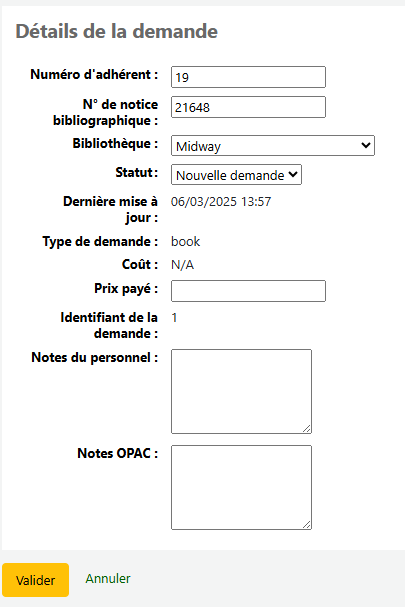 Détails de la demande
Numéro d'adhérent : 19
N° de notice
bibliographique : 21648
Bibliothèque : Midway
Statut : Nouvelle demande
Dernière mise à
jour : 06/03/2025 13:57
Type de demande : book
Coût : N/A
Prix payé :
Identifiant de la
demande : 1
Notes du personnel :
Notes OPAC :
Valider Annuler